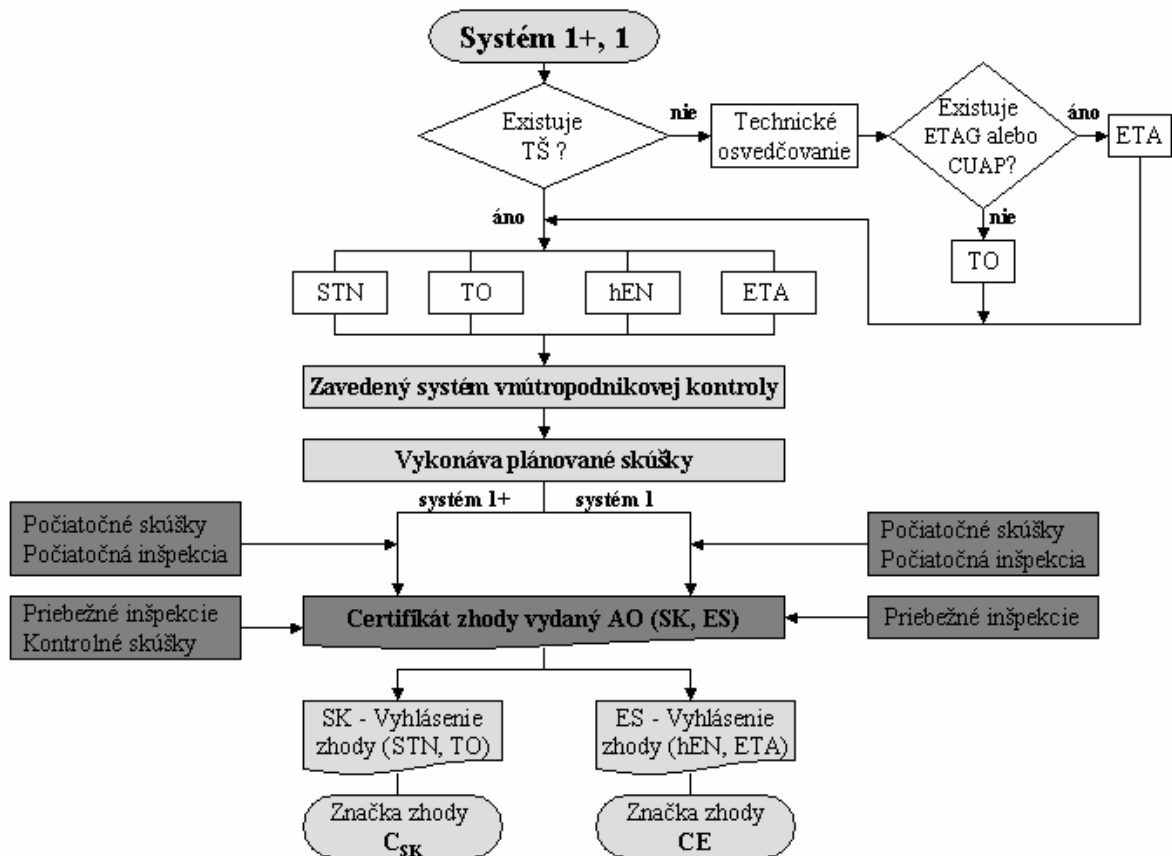 Systém 1+, 1
Existuje
TŠ ?
nie
Technické
osvedčovanie
Existuje
ETAG alebo
CUAP?
áno
ETA
áno
nie
TO
STN
TO
hEN
ETA
Zavedený systém vnútropodnikovej kontroly
Vykonáva plánované skúšky
systém 1+
systém 1
Počiatočné skúšky
Počiatočná inšpekcia
Počiatočné skúšky
Počiatočná inšpekcia
Priebežné inšpekcie
Kontrolné skúšky
Certifikát zhody vydaný AO (SK, ES)
Priebežné inšpekcie
SK - Vyhlásenie
zhody (STN, TO)
ES - Vyhlásenie
zhody (hEN, ETA)
Značka zhody
CSK
Značka zhody
CE